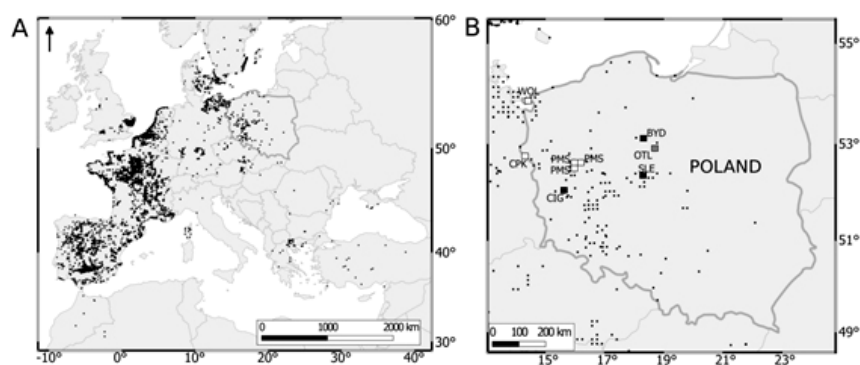 A
60°
50°
40°
30°
0 1000 2000 km
-10° 0° 10° 20° 30° 40°
B
55°
WOL
BYD
53°
OTL
CPK
PMS PMS
PMS
SLE
POLAND
CIG
51°
49°
0 100 200 km
15° 17° 19° 21° 23°